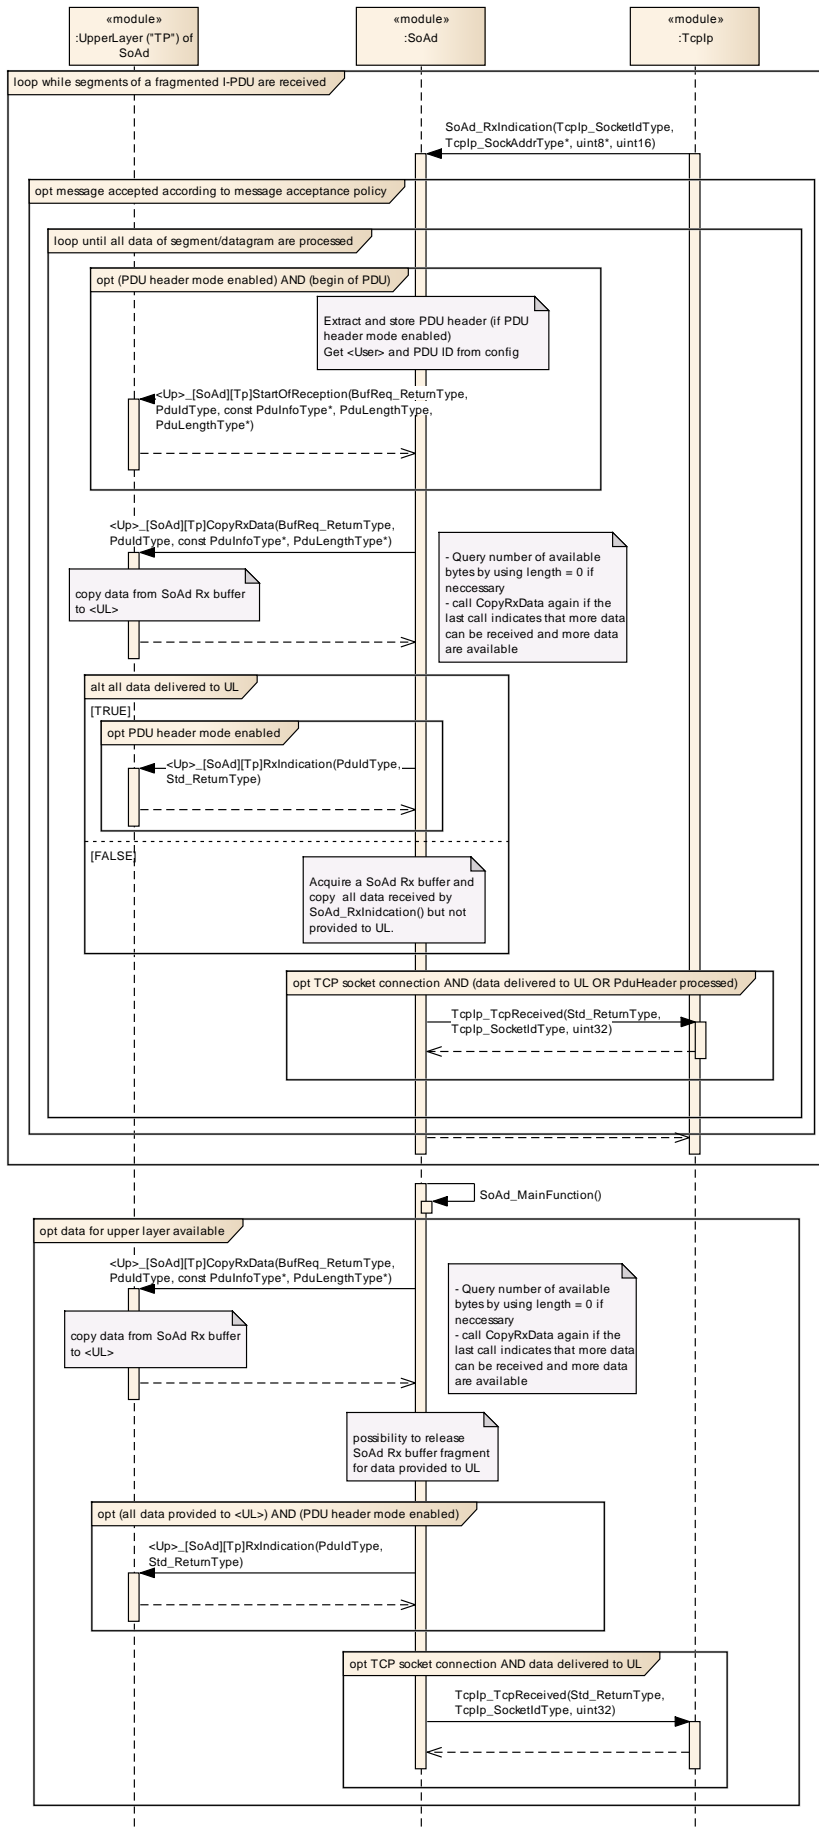 «module»
:UpperLayer ("TP") of
SoAd
«module»
:SoAd
«module»
:TcpIp
loop while segments of a fragmented I-PDU are received
SoAd_RxIndication(TcpIp_SocketIdType,
TcpIp_SockAddrType*, uint8*, uint16)
opt message accepted according to message acceptance policy
loop until all data of segment/datagram are processed
opt (PDU header mode enabled) AND (begin of PDU)
Extract and store PDU header (if PDU
header mode enabled)
Get <User> and PDU ID from config
<Up>_[SoAd][Tp]StartOfReception(BufReq_ReturnType,
PduIdType, const PduInfoType*, PduLengthType,
PduLengthType*)
<Up>_[SoAd][Tp]CopyRxData(BufReq_ReturnType,
PduIdType, const PduInfoType*, PduLengthType*)
- Query number of available
bytes by using length = 0 if
neccessary
- call CopyRxData again if the
last call indicates that more data
can be received and more data
are available
copy data from SoAd Rx buffer
to <UL>
alt all data delivered to UL
[TRUE]
opt PDU header mode enabled
<Up>_[SoAd][Tp]RxIndication(PduIdType,
Std_ReturnType)
[FALSE]
Acquire a SoAd Rx buffer and
copy  all data received by
SoAd_RxInidcation() but not
provided to UL.
opt TCP socket connection AND (data delivered to UL OR PduHeader processed)
TcpIp_TcpReceived(Std_ReturnType,
TcpIp_SocketIdType, uint32)
SoAd_MainFunction()
opt data for upper layer available
<Up>_[SoAd][Tp]CopyRxData(BufReq_ReturnType,
PduIdType, const PduInfoType*, PduLengthType*)
- Query number of available
bytes by using length = 0 if
neccessary
- call CopyRxData again if the
last call indicates that more data
can be received and more data
are available
copy data from SoAd Rx buffer
to <UL>
possibility to release
SoAd Rx buffer fragment
for data provided to UL
opt (all data provided to <UL>) AND (PDU header mode enabled)
<Up>_[SoAd][Tp]RxIndication(PduIdType,
Std_ReturnType)
opt TCP socket connection AND data delivered to UL
TcpIp_TcpReceived(Std_ReturnType,
TcpIp_SocketIdType, uint32)